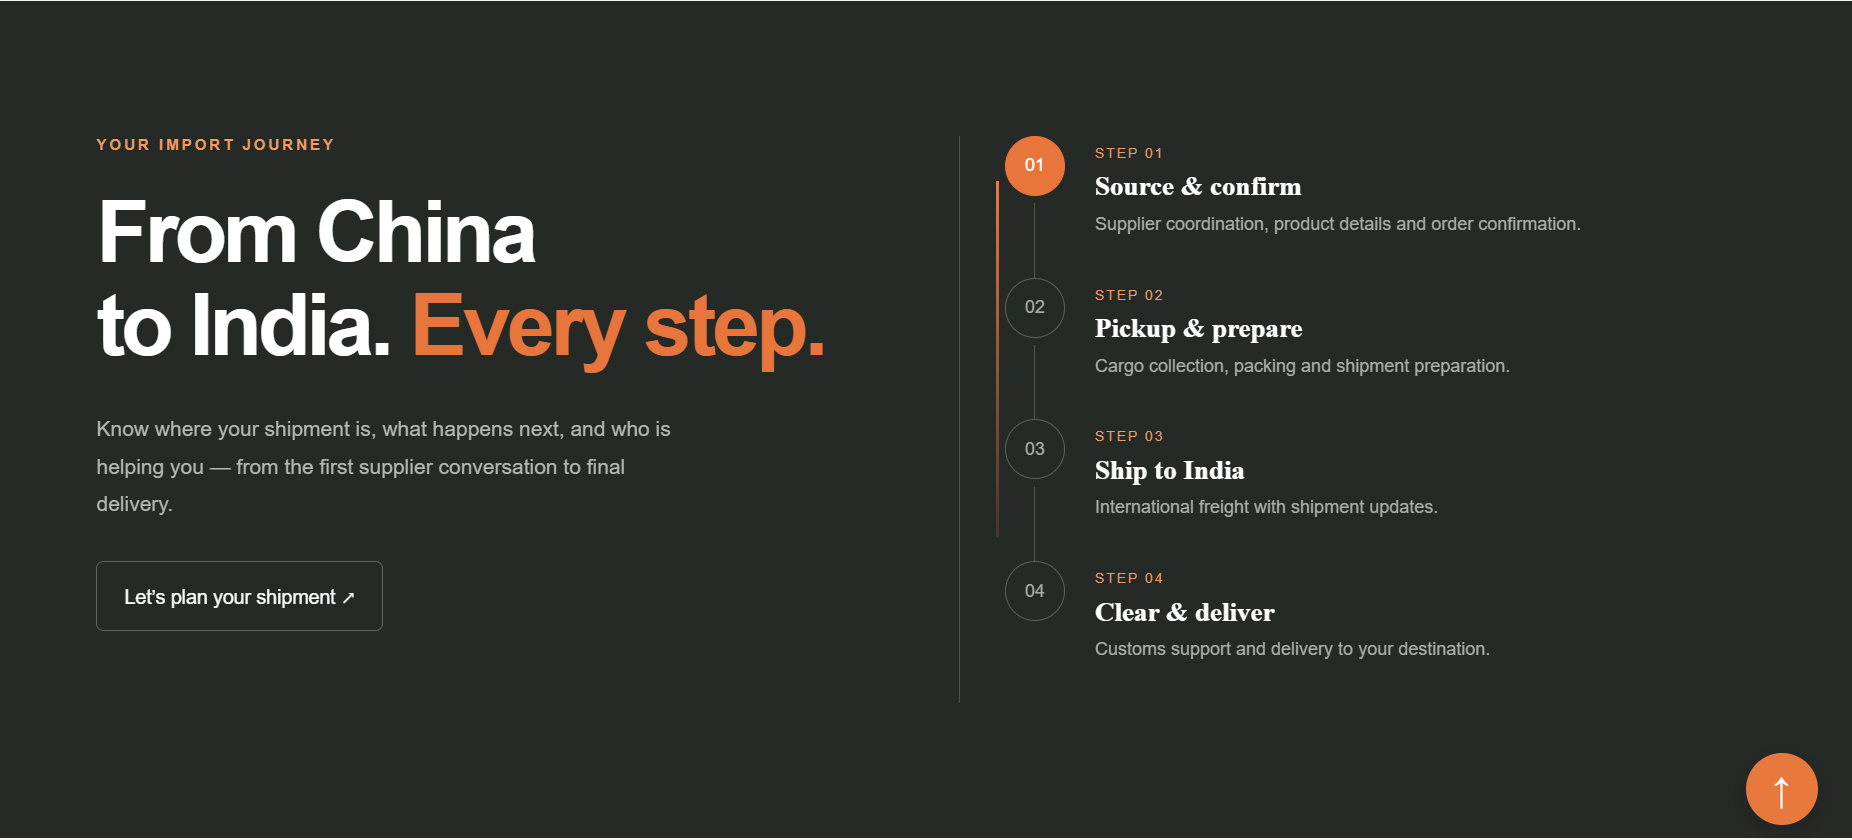 YOUR IMPORT JOURNEY
From China
to India. Every step.
Know where your shipment is, what happens next, and who is
helping you — from the first supplier conversation to final
delivery.
Let's plan your shipment ↗
01
STEP 01
Source & confirm
Supplier coordination, product details and order confirmation.
02
STEP 02
Pickup & prepare
Cargo collection, packing and shipment preparation.
03
STEP 03
Ship to India
International freight with shipment updates.
04
STEP 04
Clear & deliver
Customs support and delivery to your destination.
↑